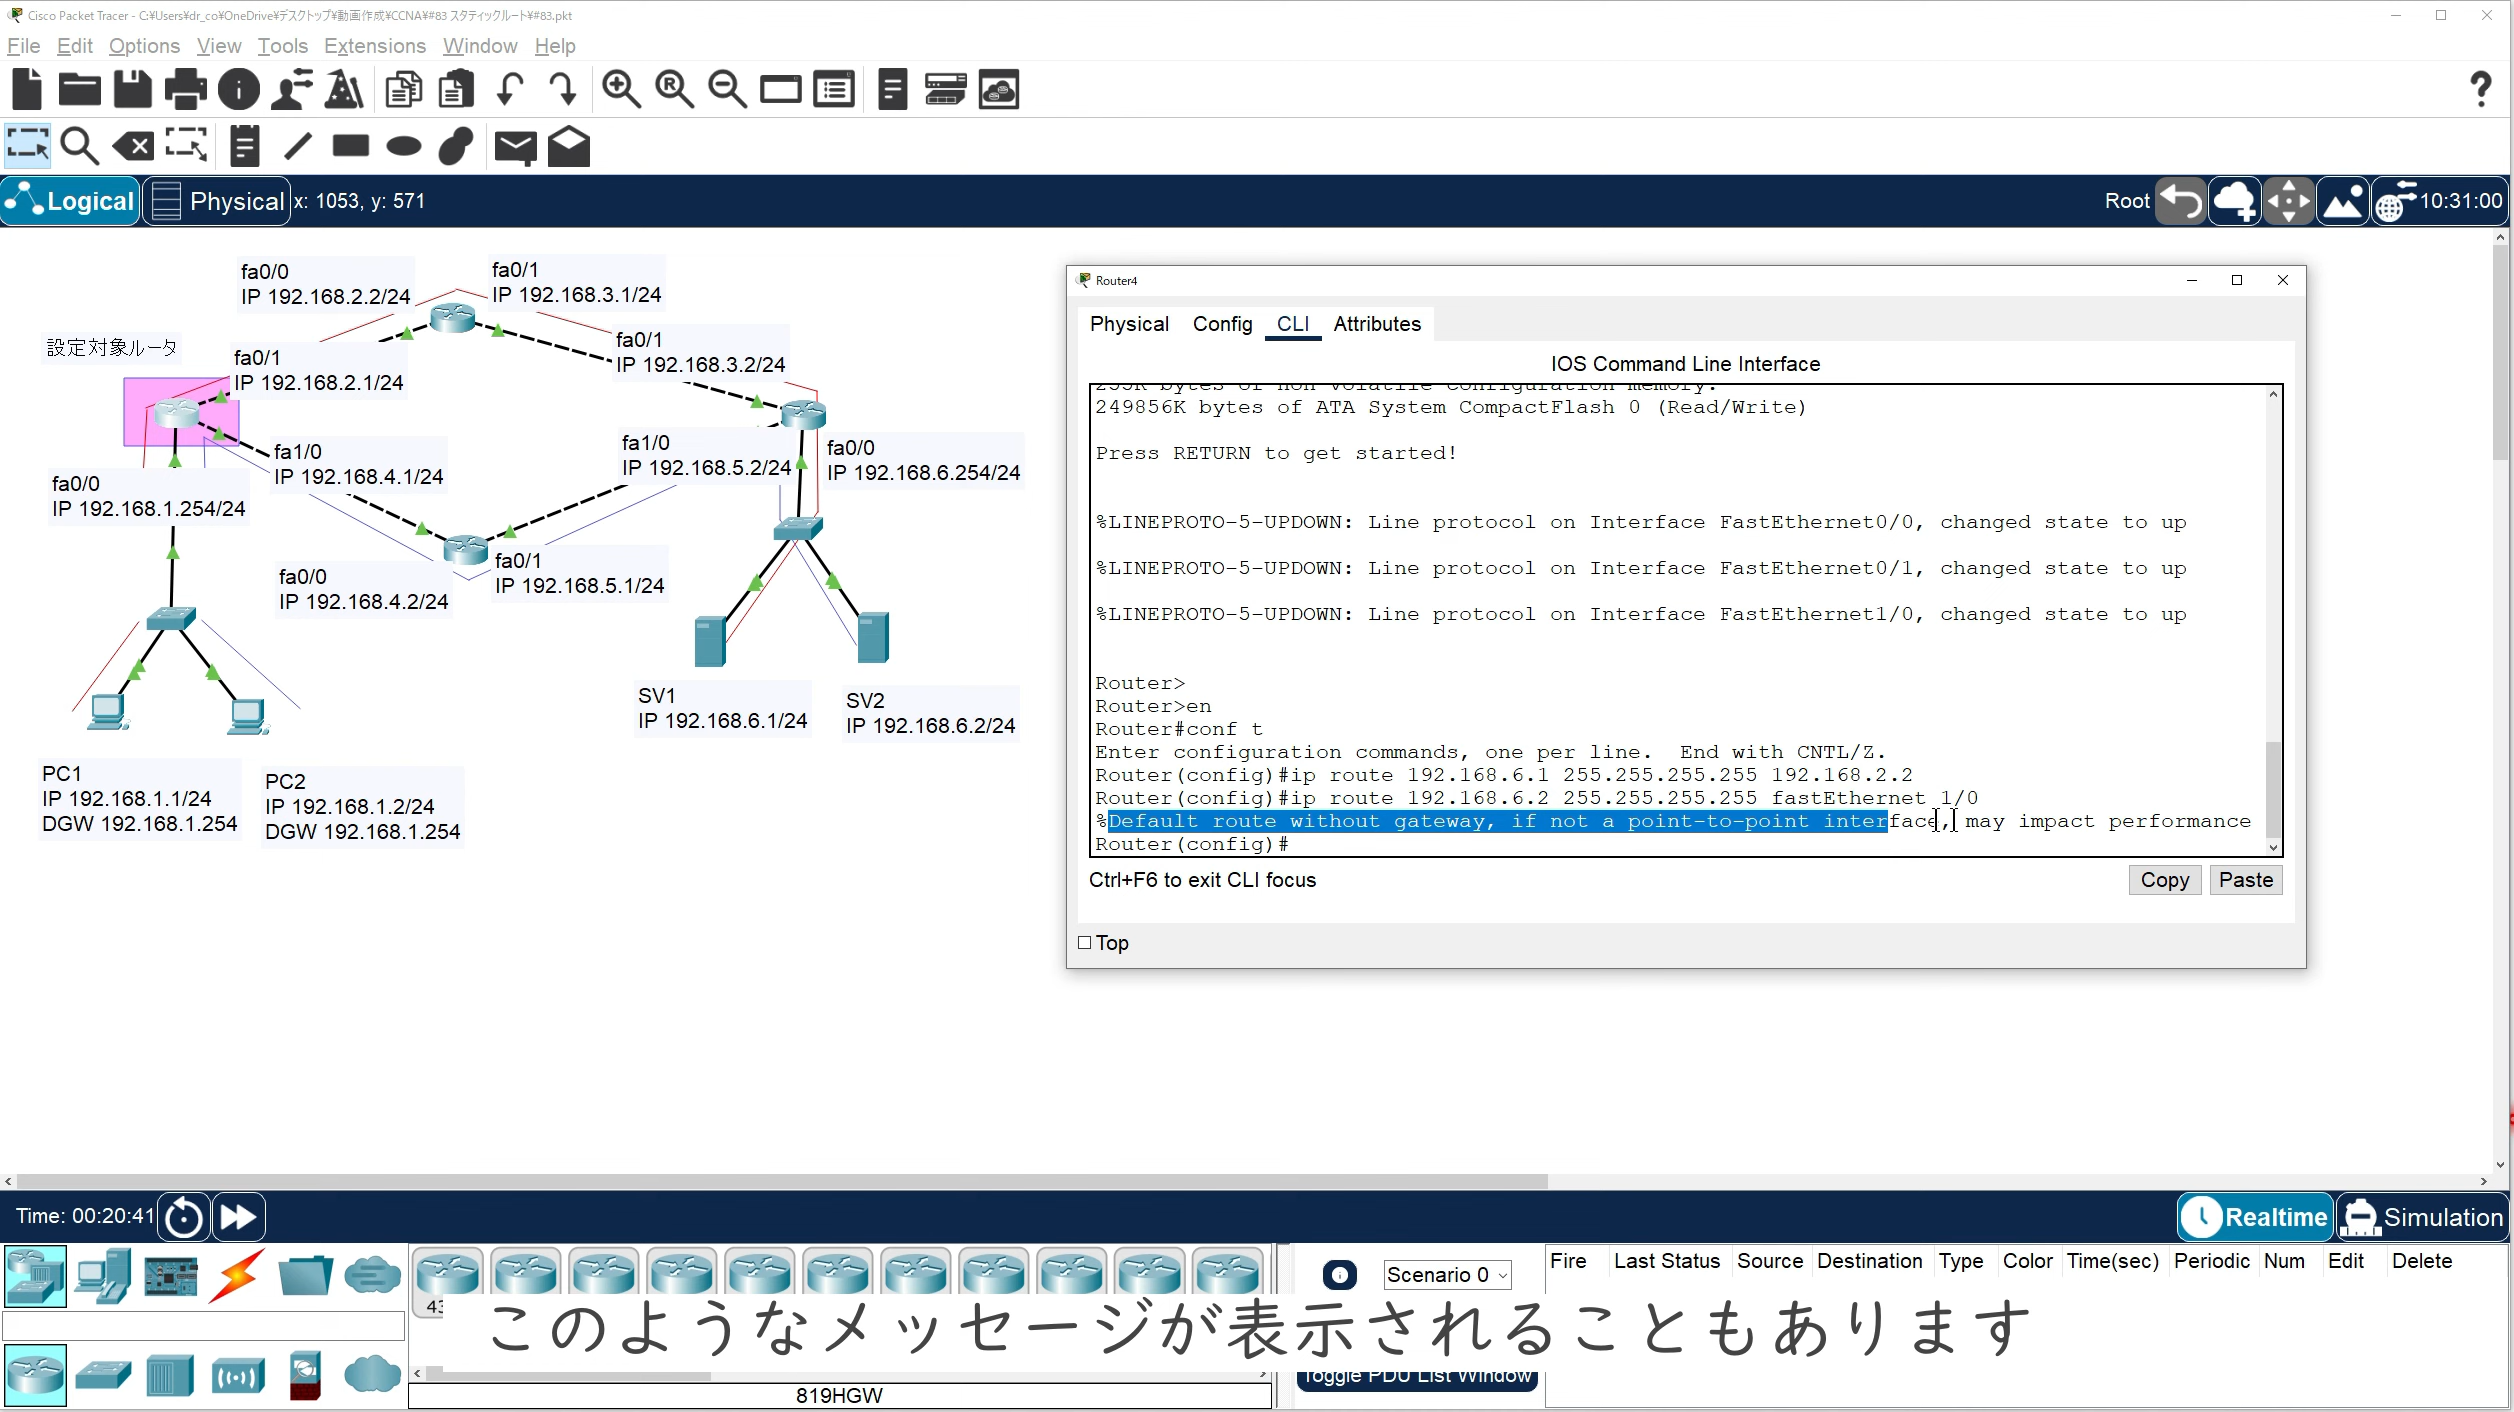 Cisco Packet Tracer - C:¥Users¥dr_co¥OneDrive¥デスクトップ¥動画作成¥CCNA¥#83 スタティックルート¥#83.pkt
File Edit Options View Tools Extensions Window Help
Logical Physical x: 1053, y: 571 Root 10:31:00
fa0/0
IP 192.168.2.2/24
fa0/1
IP 192.168.3.1/24
設定対象ルータ
fa0/1
IP 192.168.2.1/24
fa0/1
IP 192.168.3.2/24
fa1/0
IP 192.168.4.1/24
fa1/0
IP 192.168.5.2/24
fa0/0
IP 192.168.6.254/24
fa0/0
IP 192.168.1.254/24
fa0/0
IP 192.168.4.2/24
fa0/1
IP 192.168.5.1/24
SV1
IP 192.168.6.1/24
SV2
IP 192.168.6.2/24
PC1
IP 192.168.1.1/24
DGW 192.168.1.254
PC2
IP 192.168.1.2/24
DGW 192.168.1.254
Router4
Physical Config CLI Attributes
IOS Command Line Interface
255K bytes of non-volatile configuration memory.
249856K bytes of ATA System CompactFlash 0 (Read/Write)
Press RETURN to get started!
%LINEPROTO-5-UPDOWN: Line protocol on Interface FastEthernet0/0, changed state to up
%LINEPROTO-5-UPDOWN: Line protocol on Interface FastEthernet0/1, changed state to up
%LINEPROTO-5-UPDOWN: Line protocol on Interface FastEthernet1/0, changed state to up
Router>
Router>en
Router#conf t
Enter configuration commands, one per line.  End with CNTL/Z.
Router(config)#ip route 192.168.6.1 255.255.255.255 192.168.2.2
Router(config)#ip route 192.168.6.2 255.255.255.255 fastEthernet 1/0
%Default route without gateway, if not a point-to-point interface, may impact performance
Router(config)#
Ctrl+F6 to exit CLI focus
Copy Paste
Top
Time: 00:20:41
Realtime Simulation
Scenario 0
Fire Last Status Source Destination Type Color Time(sec) Periodic Num Edit Delete
このようなメッセージが表示されることもあります
Toggle PDU List Window
819HGW